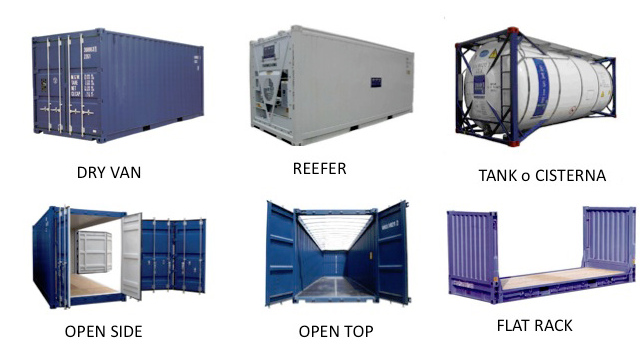 DRY VAN
REEFER
TANK o CISTERNA
OPEN SIDE
OPEN TOP
FLAT RACK